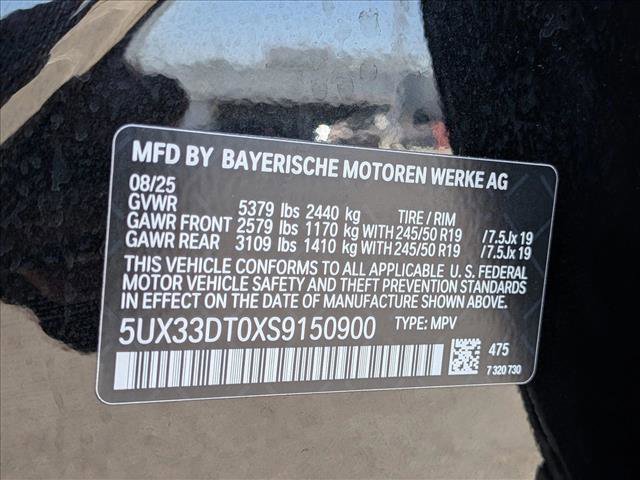 MFD BY BAYERISCHE MOTOREN WERKE AG
08/25
GVWR 5379 lbs 2440 kg TIRE / RIM
GAWR FRONT 2579 lbs 1170 kg WITH 245/50 R19 /7.5Jx19
GAWR REAR 3109 lbs 1410 kg WITH 245/50 R19 /7.5Jx19
THIS VEHICLE CONFORMS TO ALL APPLICABLE U.S. FEDERAL
MOTOR VEHICLE SAFETY AND THEFT PREVENTION STANDARDS
IN EFFECT ON THE DATE OF MANUFACTURE SHOWN ABOVE.
5UX33DT0XS9150900 TYPE: MPV
475
7 320 730